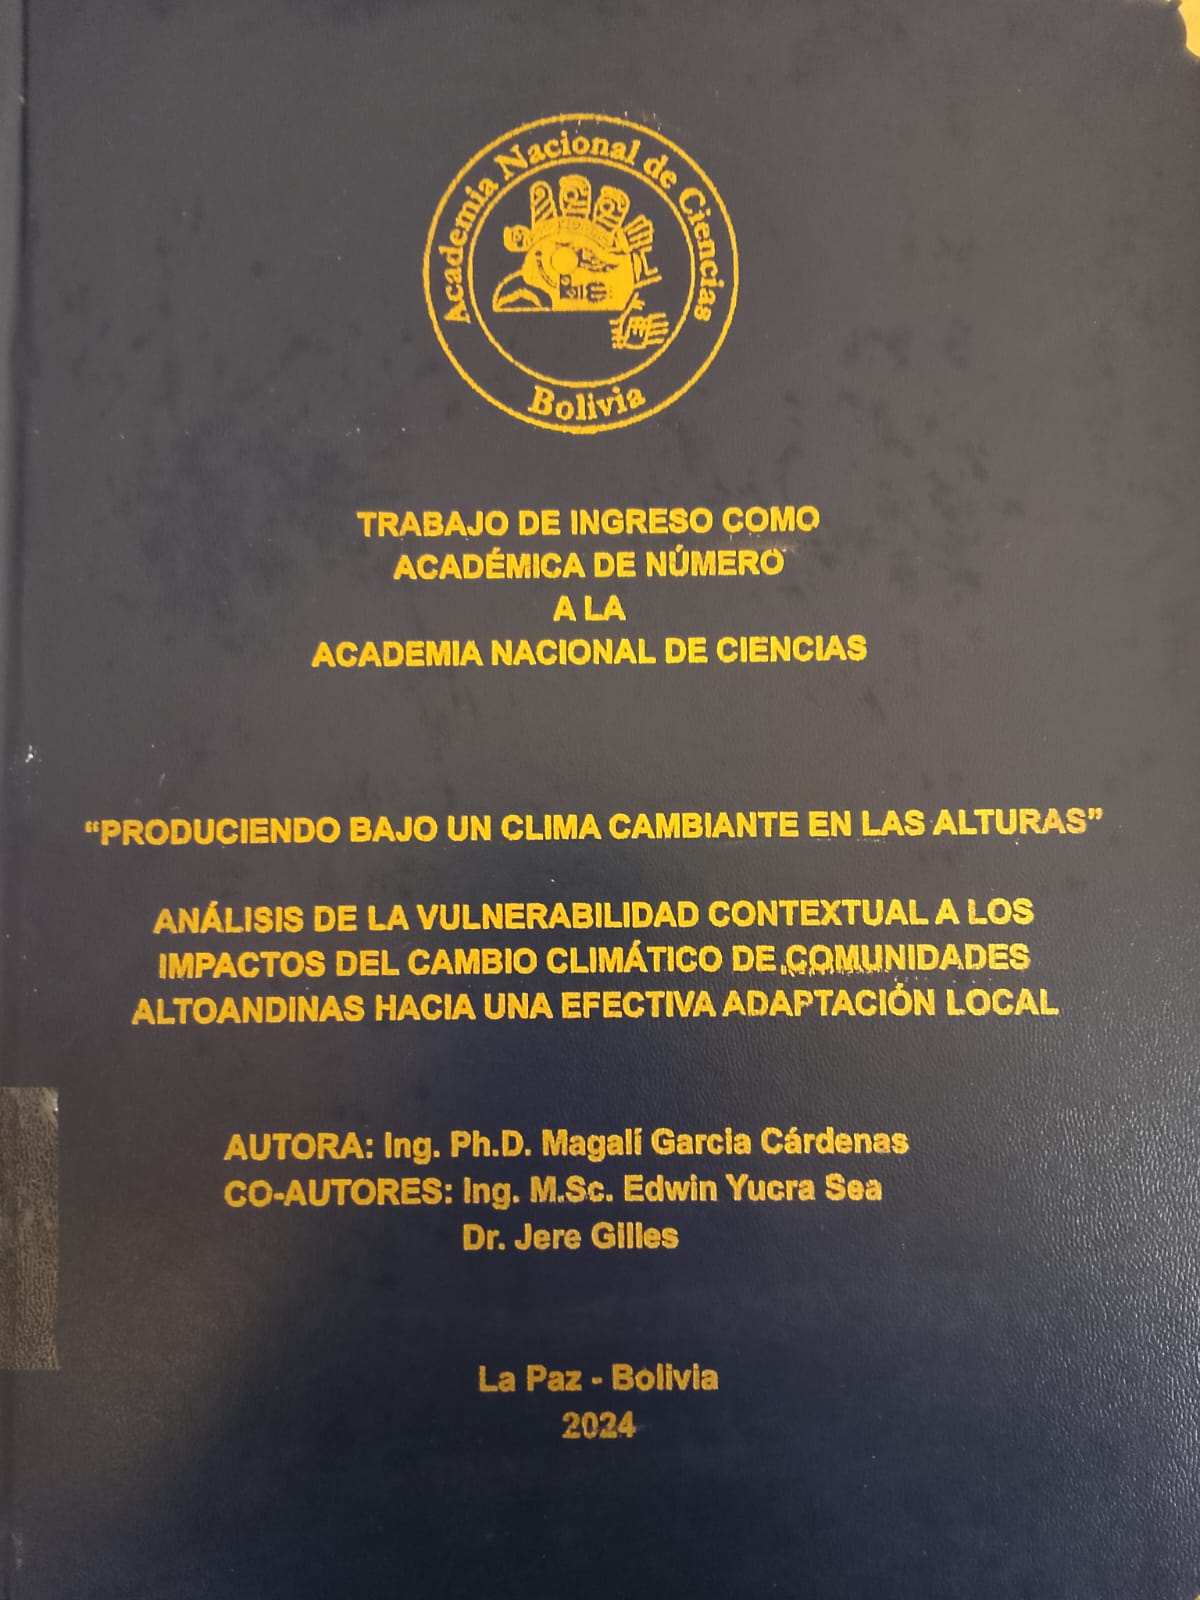 Academia Nacional de Ciencias
Bolivia
TRABAJO DE INGRESO COMO
ACADÉMICA DE NÚMERO
A LA
ACADEMIA NACIONAL DE CIENCIAS
“PRODUCIENDO BAJO UN CLIMA CAMBIANTE EN LAS ALTURAS”
ANÁLISIS DE LA VULNERABILIDAD CONTEXTUAL A LOS
IMPACTOS DEL CAMBIO CLIMÁTICO DE COMUNIDADES
ALTOANDINAS HACIA UNA EFECTIVA ADAPTACIÓN LOCAL
AUTORA: Ing. Ph.D. Magalí Garcia Cárdenas
CO-AUTORES: Ing. M.Sc. Edwin Yucra Sea
Dr. Jere Gilles
La Paz - Bolivia
2024